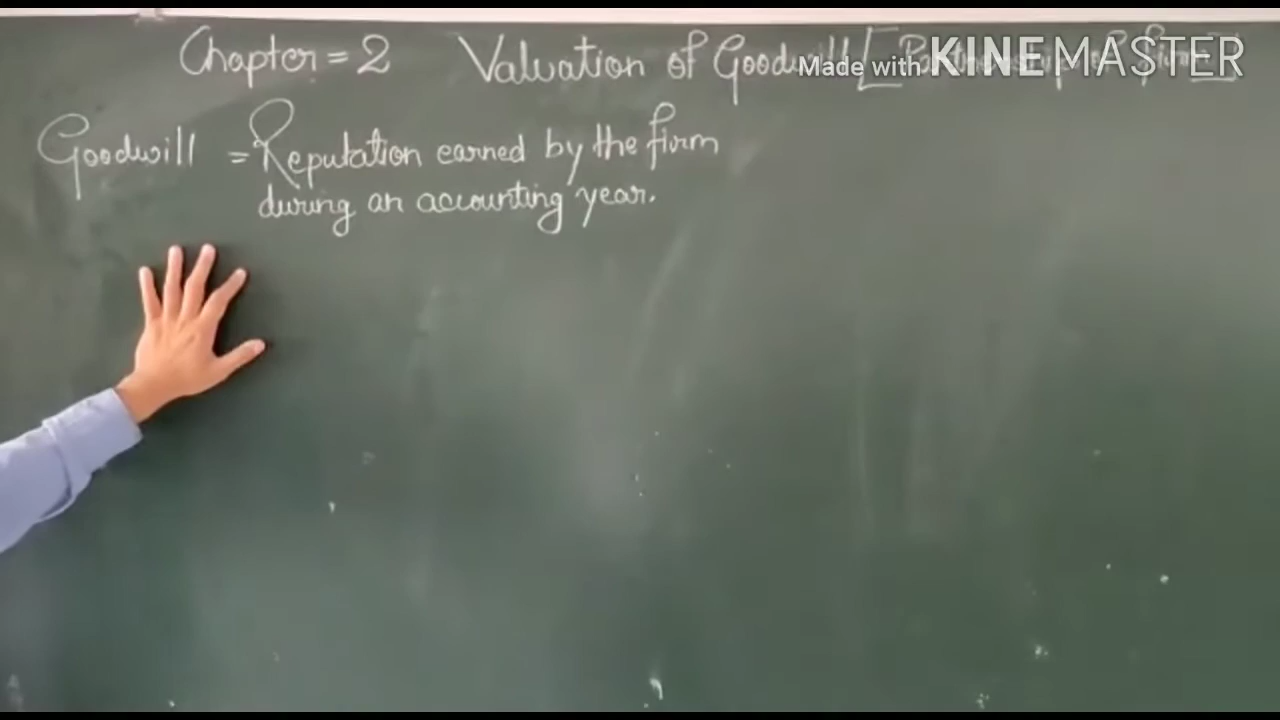 Chapter = 2 Valuation of Goodwill [
Made with KINEMASTER
Goodwill = Reputation earned by the firm
during an accounting year.